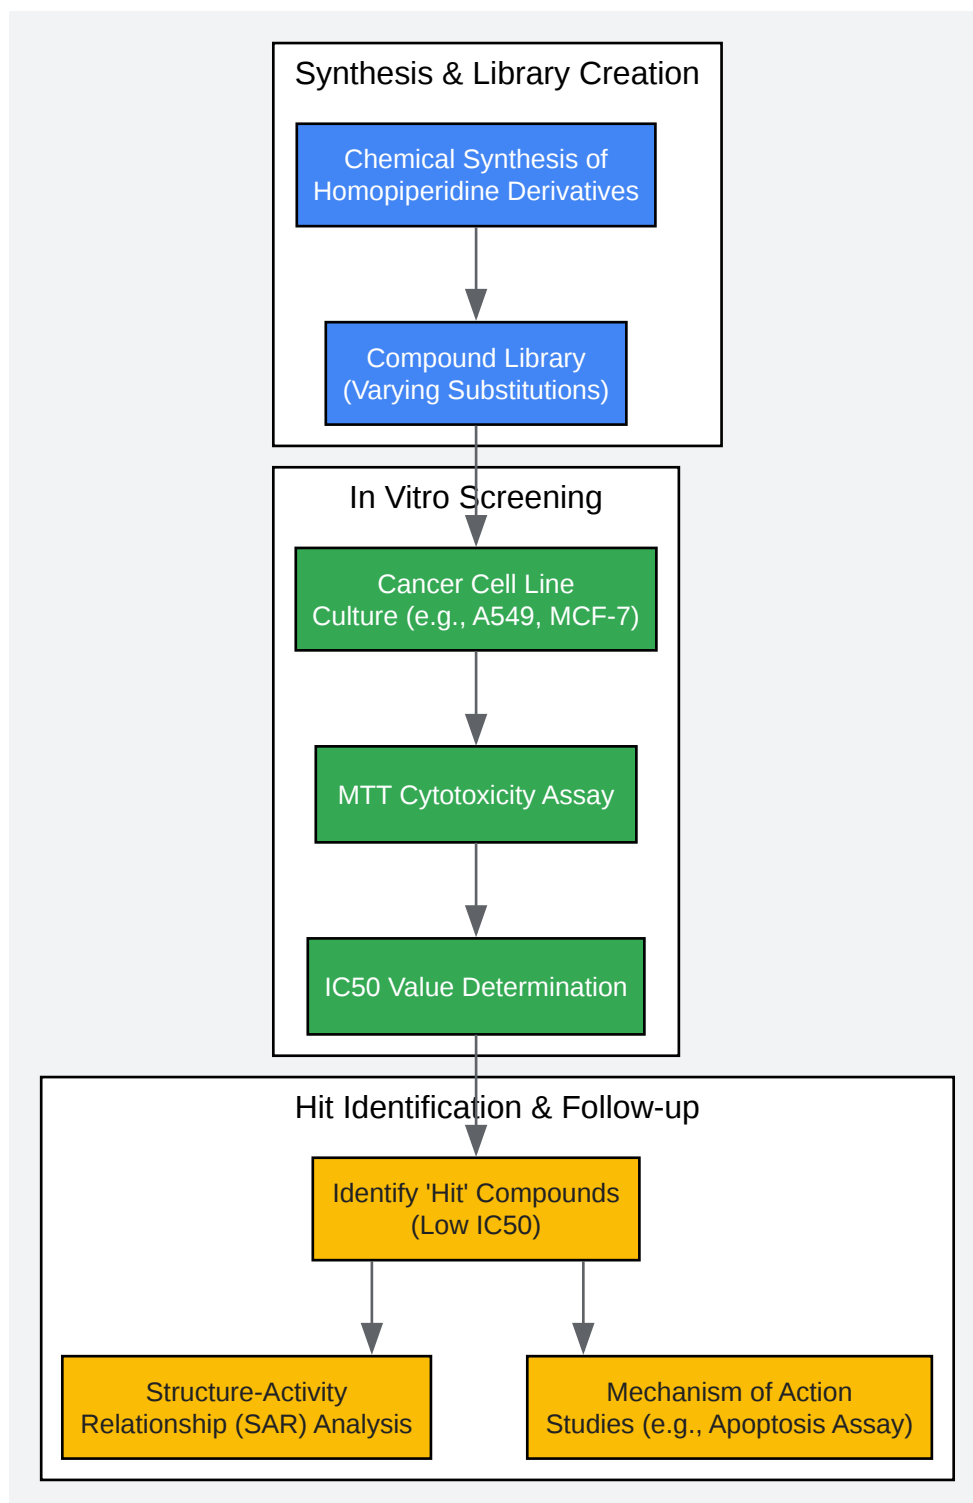 Synthesis & Library Creation
Chemical Synthesis of
Homopiperidine Derivatives
Compound Library
(Varying Substitutions)
In Vitro Screening
Cancer Cell Line
Culture (e.g., A549, MCF-7)
MTT Cytotoxicity Assay
IC50 Value Determination
Hit Identification & Follow-up
Identify 'Hit' Compounds
(Low IC50)
Structure-Activity
Relationship (SAR) Analysis
Mechanism of Action
Studies (e.g., Apoptosis Assay)